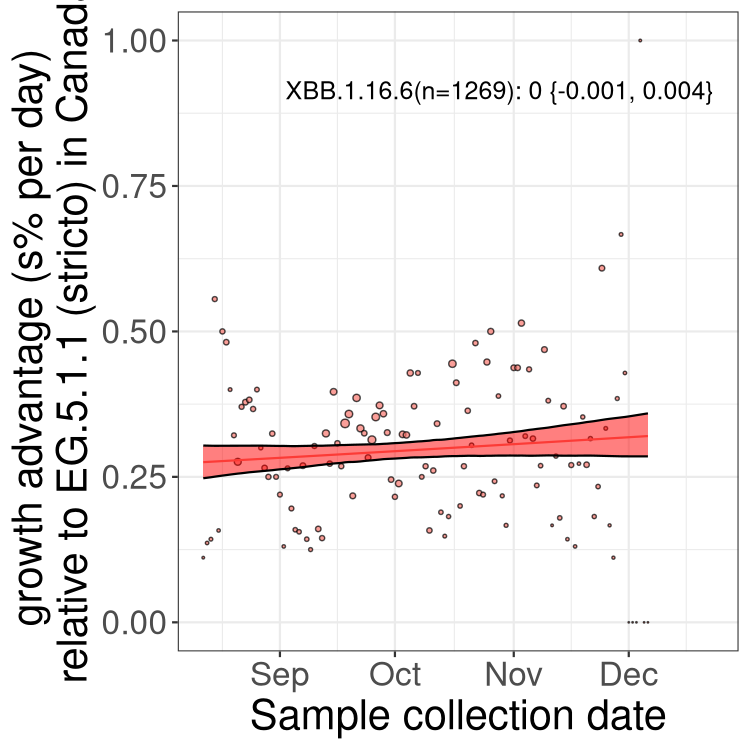 growth advantage (s% per day)
relative to EG.5.1.1 (stricto) in Canada
1.00
0.75
0.50
0.25
0.00
XBB.1.16.6(n=1269): 0 {-0.001, 0.004}
Sep Oct Nov Dec
Sample collection date